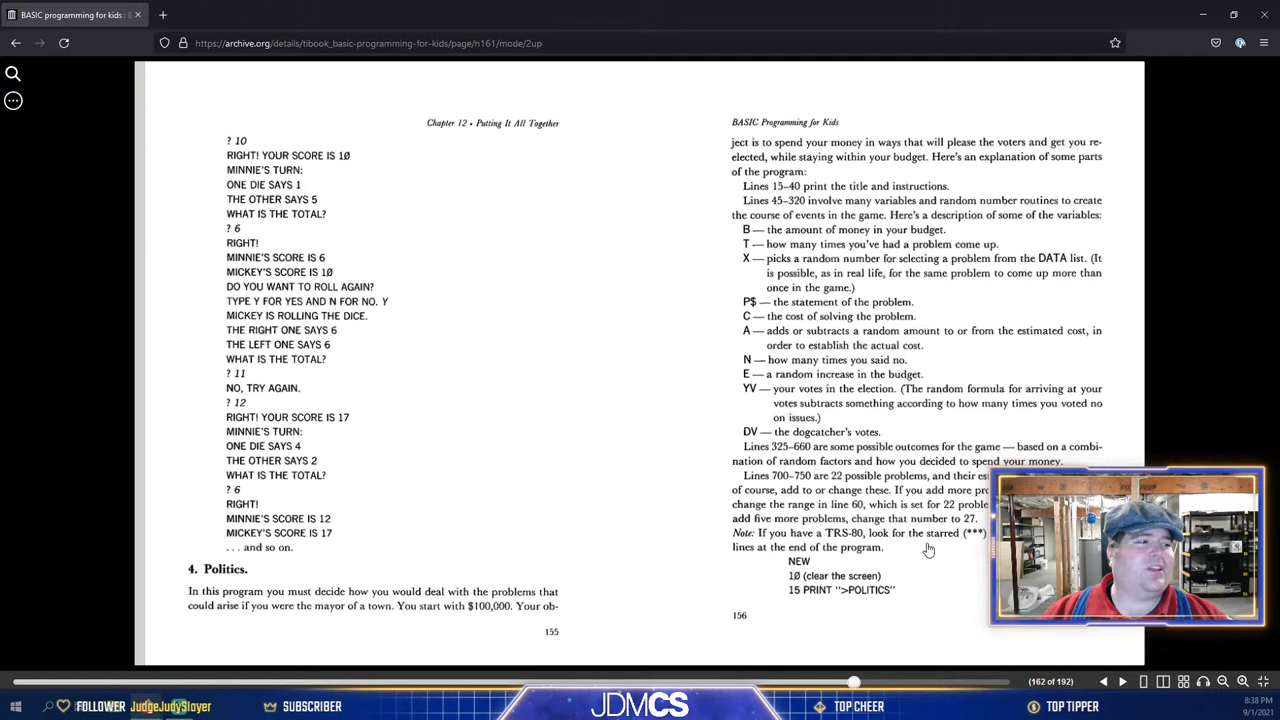 BASIC programming for kids : B
https://archive.org/details/tibook_basic-programming-for-kids/page/n161/mode/2up
Chapter 12 • Putting It All Together
? 10
RIGHT! YOUR SCORE IS 1Ø
MINNIE'S TURN:
ONE DIE SAYS 1
THE OTHER SAYS 5
WHAT IS THE TOTAL?
? 6
RIGHT!
MINNIE'S SCORE IS 6
MICKEY'S SCORE IS 1Ø
DO YOU WANT TO ROLL AGAIN?
TYPE Y FOR YES AND N FOR NO. Y
MICKEY IS ROLLING THE DICE.
THE RIGHT ONE SAYS 6
THE LEFT ONE SAYS 6
WHAT IS THE TOTAL?
? 11
NO, TRY AGAIN.
? 12
RIGHT! YOUR SCORE IS 17
MINNIE'S TURN:
ONE DIE SAYS 4
THE OTHER SAYS 2
WHAT IS THE TOTAL?
? 6
RIGHT!
MINNIE'S SCORE IS 12
MICKEY'S SCORE IS 17
. . . and so on.
4. Politics.
In this program you must decide how you would deal with the problems that
could arise if you were the mayor of a town. You start with $100,000. Your ob-
155
BASIC Programming for Kids
ject is to spend your money in ways that will please the voters and get you re-
elected, while staying within your budget. Here's an explanation of some parts
of the program:
Lines 15-40 print the title and instructions.
Lines 45-320 involve many variables and random number routines to create
the course of events in the game. Here's a description of some of the variables:
B — the amount of money in your budget.
T — how many times you've had a problem come up.
X — picks a random number for selecting a problem from the DATA list. (It
is possible, as in real life, for the same problem to come up more than
once in the game.)
P$ — the statement of the problem.
C — the cost of solving the problem.
A — adds or subtracts a random amount to or from the estimated cost, in
order to establish the actual cost.
N — how many times you said no.
E — a random increase in the budget.
YV — your votes in the election. (The random formula for arriving at your
votes subtracts something according to how many times you voted no
on issues.)
DV — the dogcatcher's votes.
Lines 325-660 are some possible outcomes for the game — based on a combi-
nation of random factors and how you decided to spend your money.
Lines 700-750 are 22 possible problems, and their
of course, add to or change these. If you add more
change the range in line 60, which is set for 22
add five more problems, change that number to 27.
Note: If you have a TRS-80, look for the starred (***)
lines at the end of the program.
NEW
1Ø (clear the screen)
15 PRINT ">POLITICS"
156
(162 of 192)
FOLLOWER JudgeJudySlayer
SUBSCRIBER
JDMCS
TOP CHEER
TOP TIPPER
8:38 PM
9/1/2021